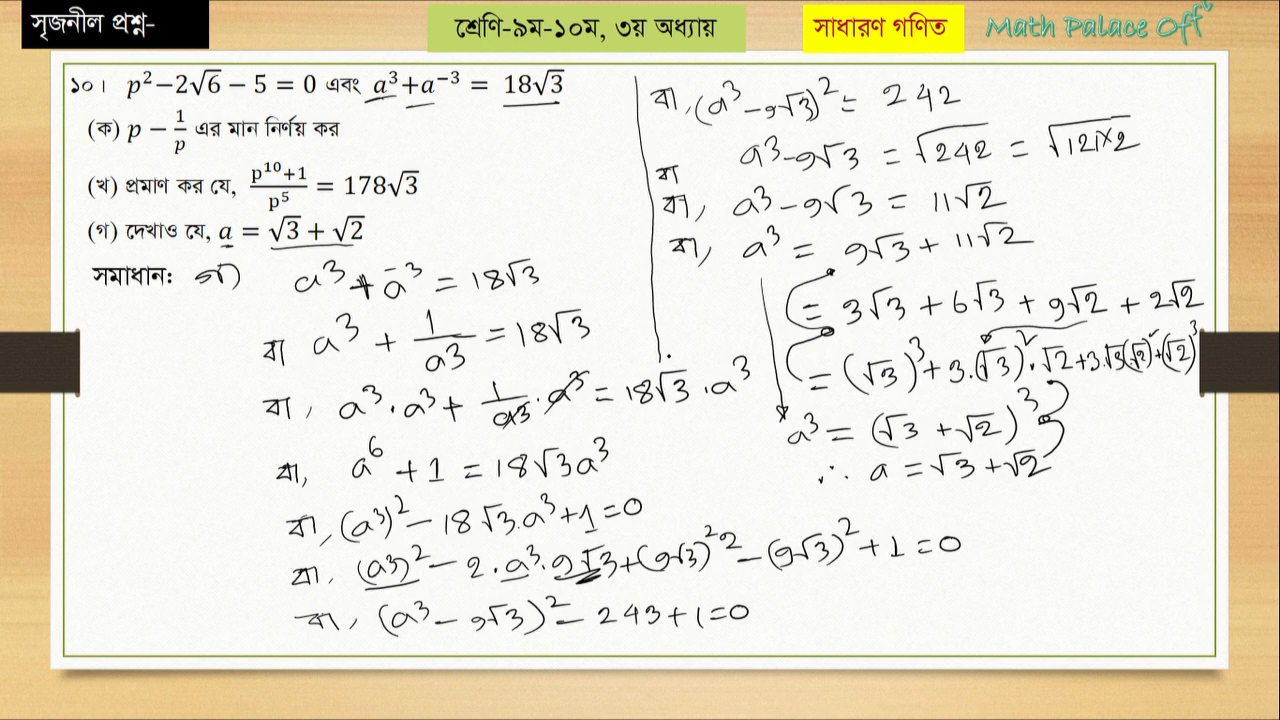 সৃজনীল প্রশ্ন-
শ্রেণি-৯ম-১০ম, ৩য় অধ্যায়
সাধারণ গণিত
Math Palace Off
১০। p²−2√6 − 5 = 0 এবং a³+a⁻³ = 18√3
(ক) p − 1/p এর মান নির্ণয় কর
(খ) প্রমাণ কর যে, (p¹⁰+1)/p⁵ = 178√3
(গ) দেখাও যে, a = √3 + √2
সমাধানঃ গ)
a³ + a⁻³ = 18√3
বা a³ + 1/a³ = 18√3
বা, a³ . a³ + 1/a³ . a³ = 18√3 . a³
বা, a⁶ + 1 = 18√3a³
বা, (a³)² − 18√3.a³ + 1 = 0
বা, (a³)² − 2 . a³ . 9√3 + (9√3)² − (9√3)² + 1 = 0
বা, (a³ − 9√3)² − 243 + 1 = 0
বা, (a³ − 9√3)² = 242
বা a³ − 9√3 = √242 = √121×2
বা, a³ − 9√3 = 11√2
বা, a³ = 9√3 + 11√2
= 3√3 + 6√3 + 9√2 + 2√2
= (√3)³ + 3.(√3)².√2 + 3.√3(√2)² + (√2)³
a³ = (√3 + √2)³
∴ a = √3 + √2